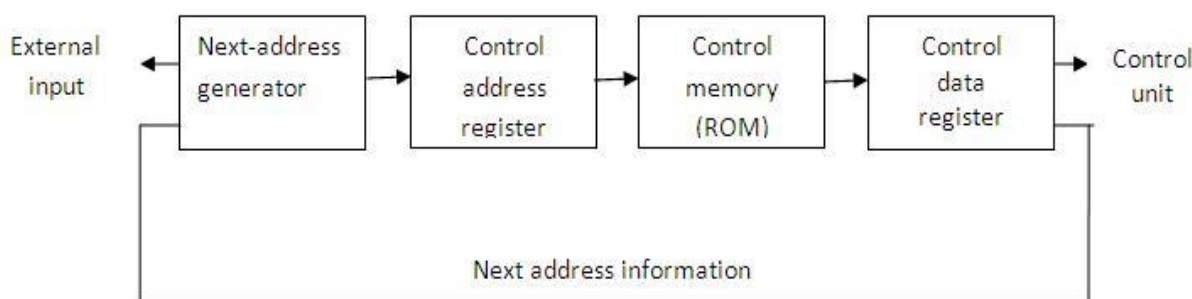 External
input
Next-address
generator
Control
address
register
Control
memory
(ROM)
Control
data
register
Control
unit
Next address information